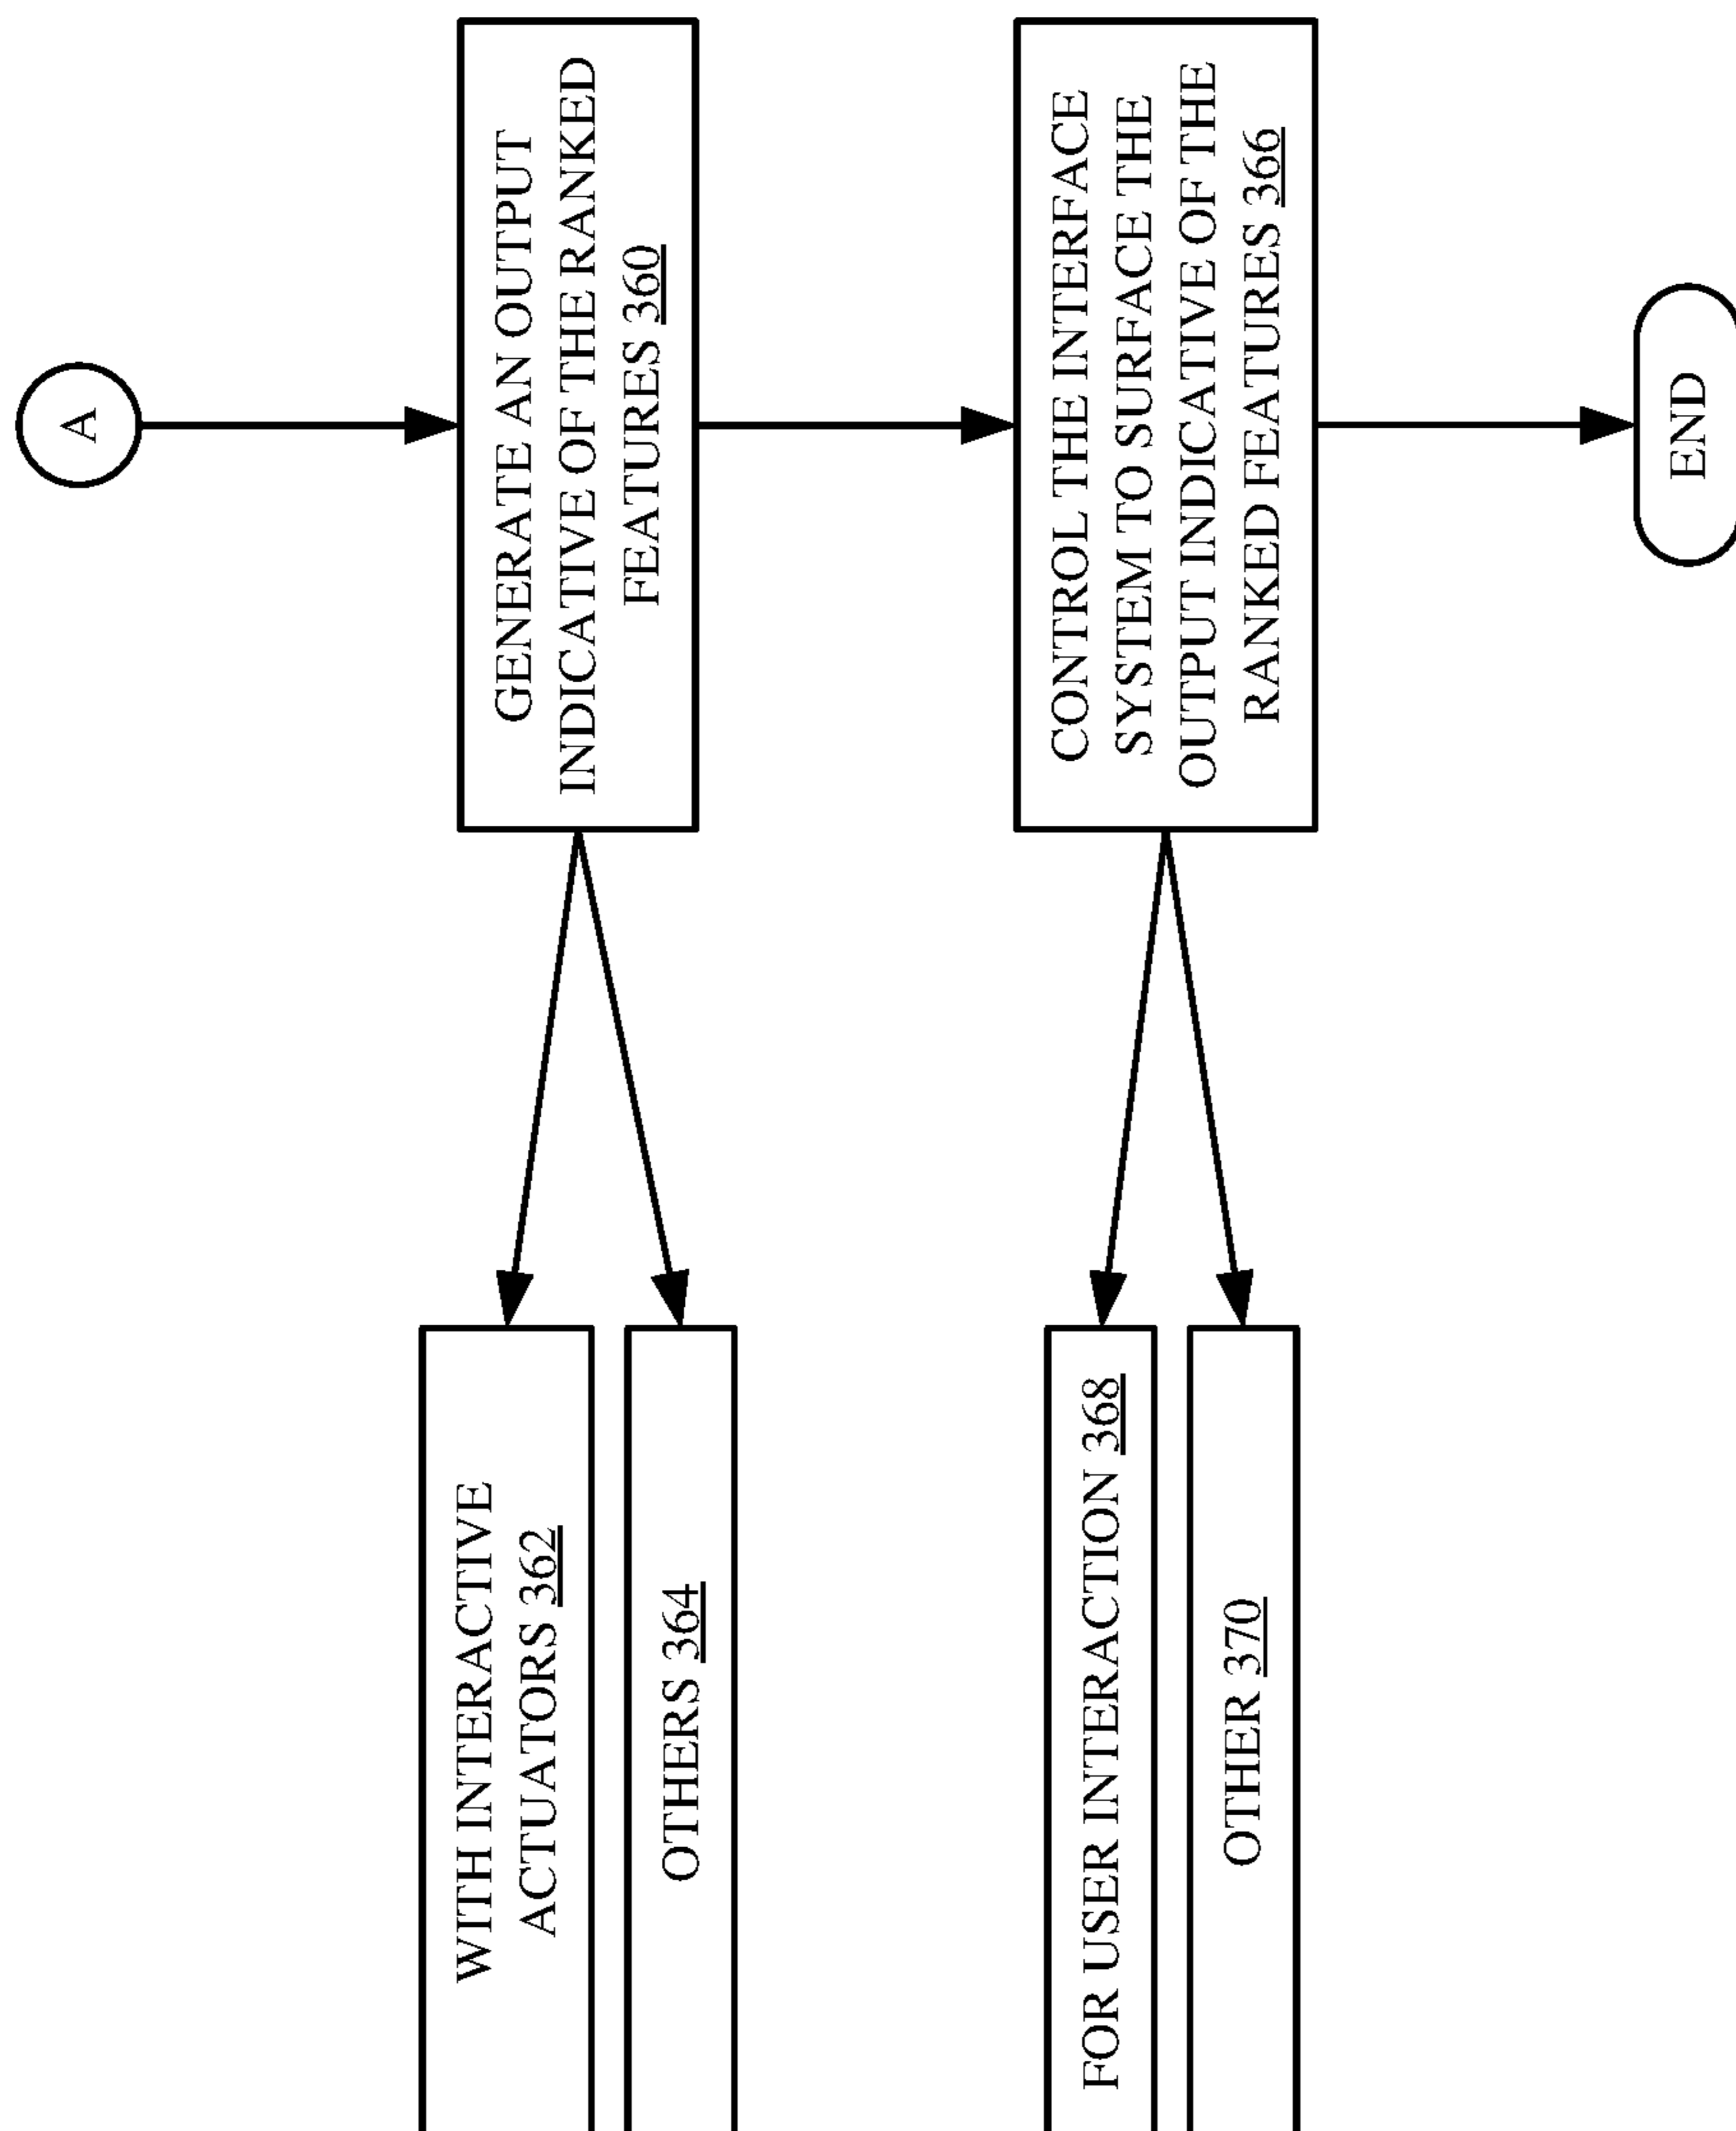 A
GENERATE AN OUTPUT
INDICATIVE OF THE RANKED
FEATURES 360
WITH INTERACTIVE
ACTUATORS 362
OTHERS 364
CONTROL THE INTERFACE
SYSTEM TO SURFACE THE
OUTPUT INDICATIVE OF THE
RANKED FEATURES 366
FOR USER INTERACTION 368
OTHER 370
END